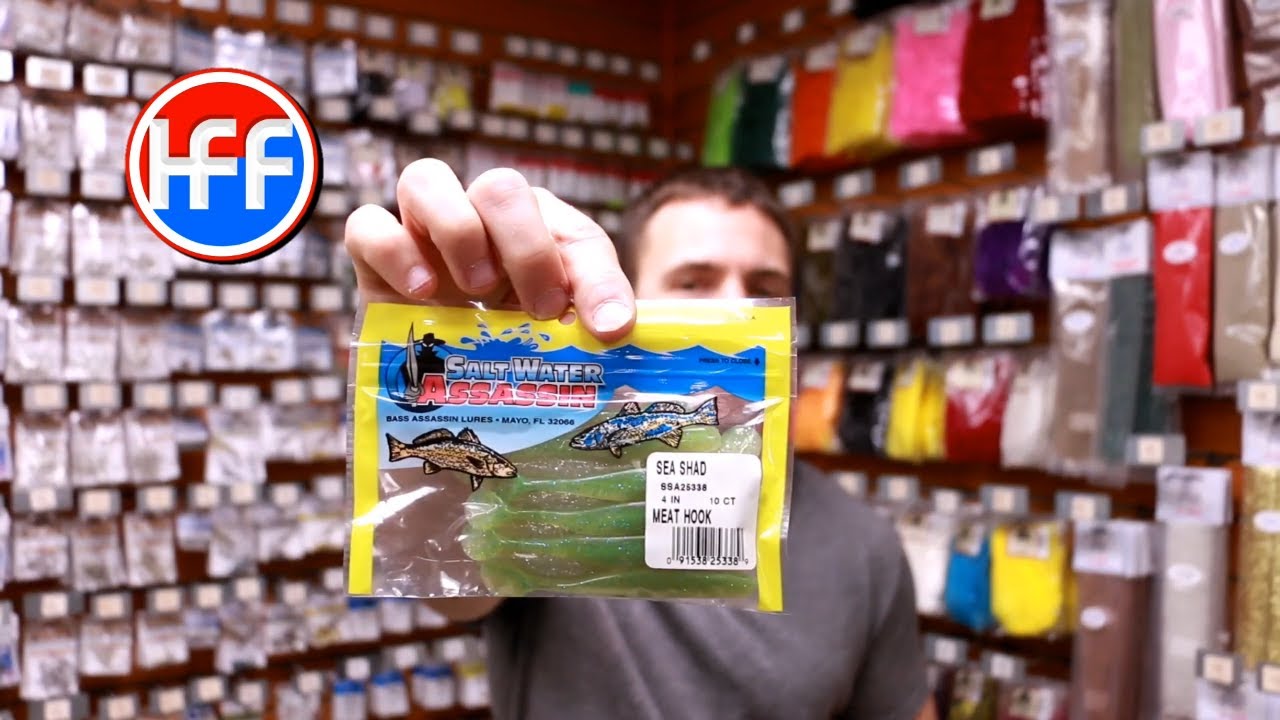 HFF
SALT WATER
ASSASSIN
PRESS TO CLOSE
BASS ASSASSIN LURES • MAYO, FL 32066
SEA SHAD
SSA25338
4 IN 10 CT
MEAT HOOK
0 91538 25338 9